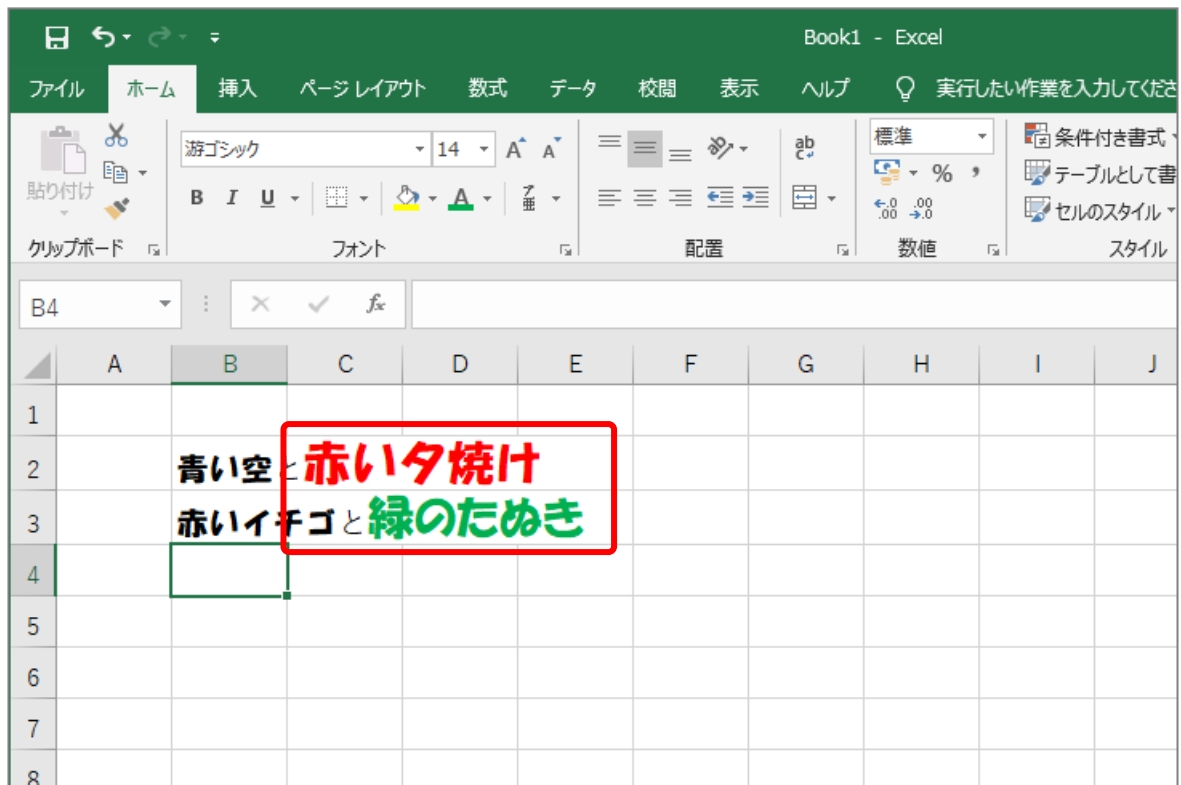 Book1 - Excel
ファイル ホーム 挿入 ページ レイアウト 数式 データ 校閲 表示 ヘルプ 実行したい作業を入力してくださ
貼り付け 游ゴシック 14 A A ab 標準 条件付き書式
B I U A 亜 % テーブルとして書
セルのスタイル
クリップボード フォント 配置 数値 スタイル
B4 fx
A B C D E F G H I J
1
2 青い空と赤い夕焼け
3 赤いイチゴと緑のたぬき
4
5
6
7
8